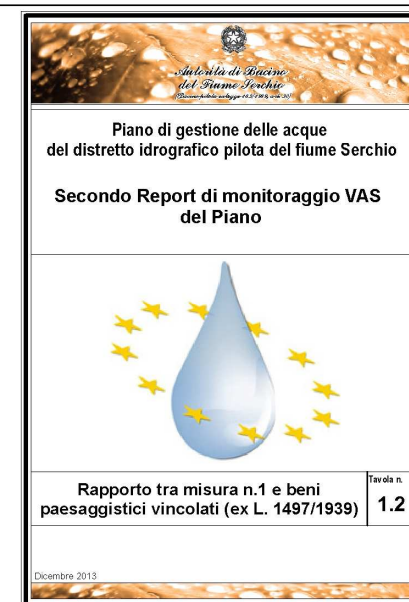 Autorità di Bacino
del Fiume Serchio
Piano di gestione delle acque
del distretto idrografico pilota del fiume Serchio
Secondo Report di monitoraggio VAS
del Piano
Rapporto tra misura n.1 e beni
paesaggistici vincolati (ex L. 1497/1939)
Tavola n.
1.2
Dicembre 2013